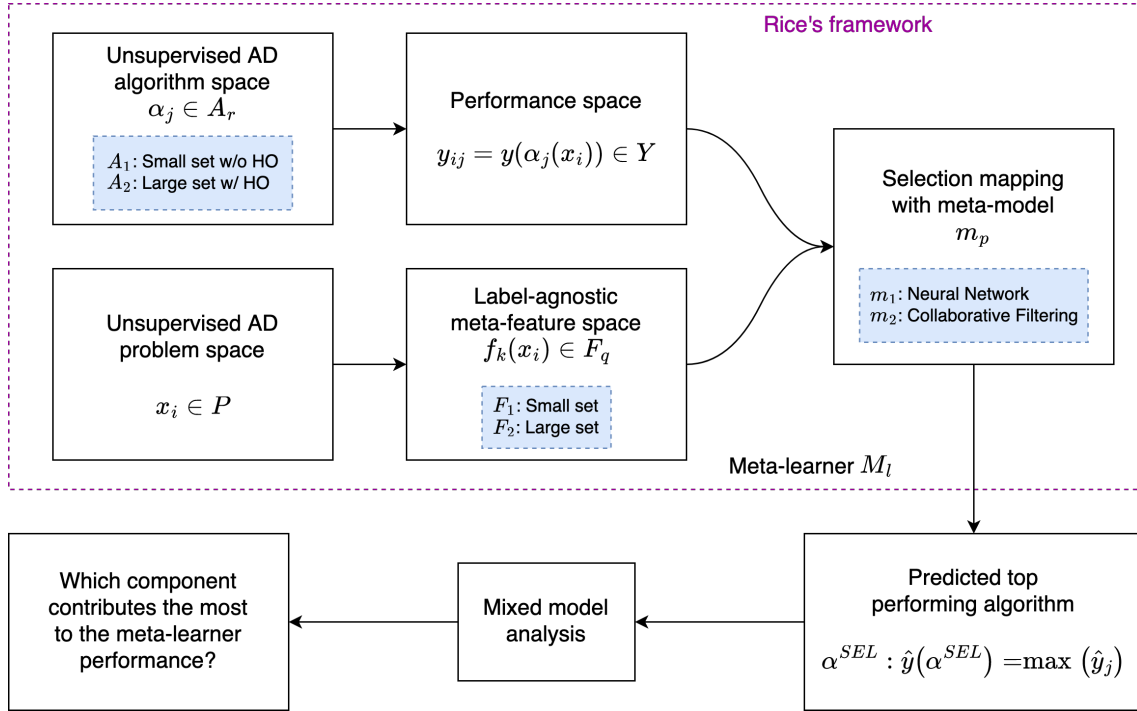 Rice's framework
Unsupervised AD
algorithm space
αⱼ ∈ Aᵣ
A₁: Small set w/o HO
A₂: Large set w/ HO
Performance space
yᵢⱼ = y(αⱼ(xᵢ)) ∈ Y
Selection mapping
with meta-model
mₚ
m₁: Neural Network
m₂: Collaborative Filtering
Unsupervised AD
problem space
xᵢ ∈ P
Label-agnostic
meta-feature space
fₖ(xᵢ) ∈ F_q
F₁: Small set
F₂: Large set
Meta-learner Mₗ
Which component
contributes the most
to the meta-learner
performance?
Mixed model
analysis
Predicted top
performing algorithm
α^{SEL} : ŷ(α^{SEL}) =max (ŷⱼ)